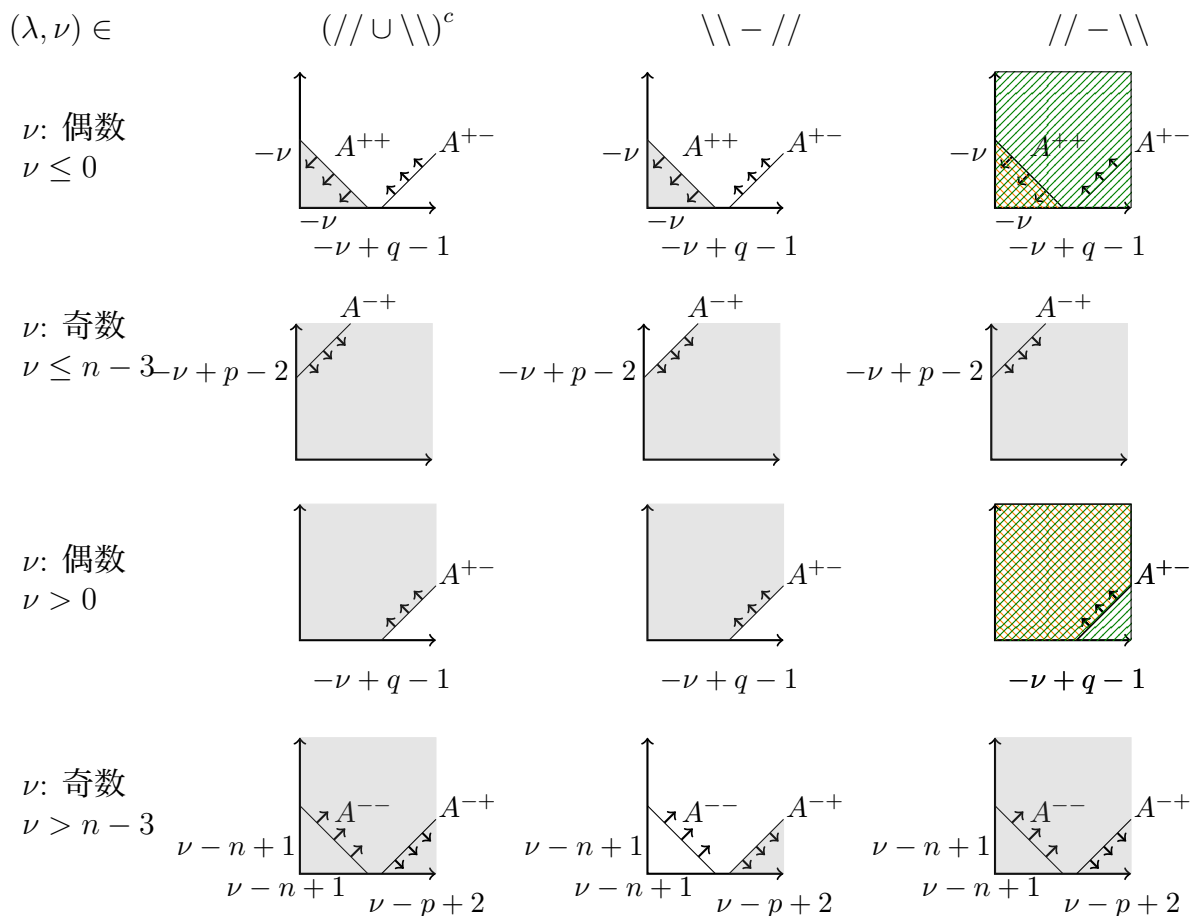 (λ, ν) ∈ (// ∪ \\)^c \\ − // // − \\
ν: 偶数
ν ≤ 0
−ν A^{++} A^{+−} −ν A^{++} A^{+−} −ν A^{++} A^{+−}
−ν −ν −ν
−ν + q − 1 −ν + q − 1 −ν + q − 1
A^{−+} A^{−+} A^{−+}
ν: 奇数
ν ≤ n − 3
−ν + p − 2 −ν + p − 2 −ν + p − 2
ν: 偶数
ν > 0
A^{+−} A^{+−} A^{+−}
−ν + q − 1 −ν + q − 1 −ν + q − 1
ν: 奇数
ν > n − 3
A^{−−} A^{−+} A^{−−} A^{−+} A^{−−} A^{−+}
ν − n + 1 ν − n + 1 ν − n + 1
ν − n + 1 ν − n + 1 ν − n + 1
ν − p + 2 ν − p + 2 ν − p + 2